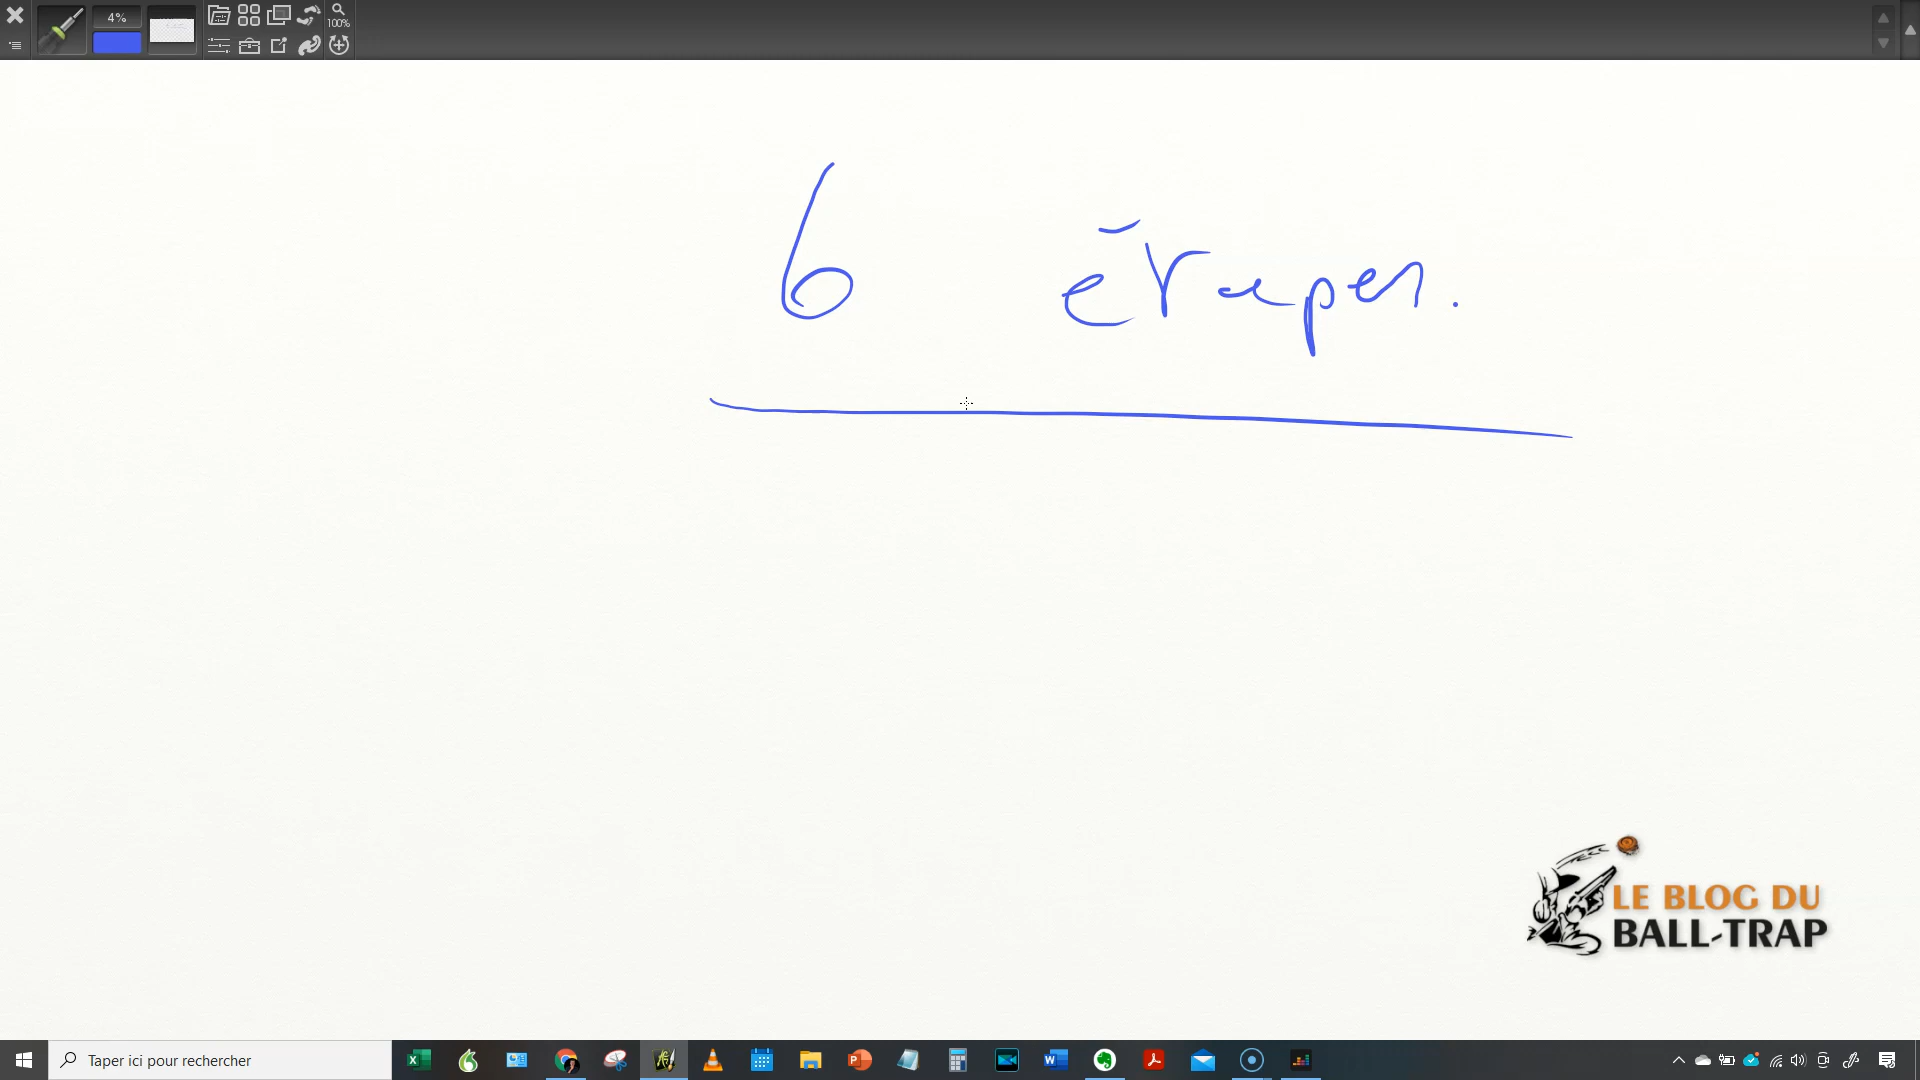 4%
100%
6 étapes.
LE BLOG DU
BALL-TRAP
Taper ici pour rechercher